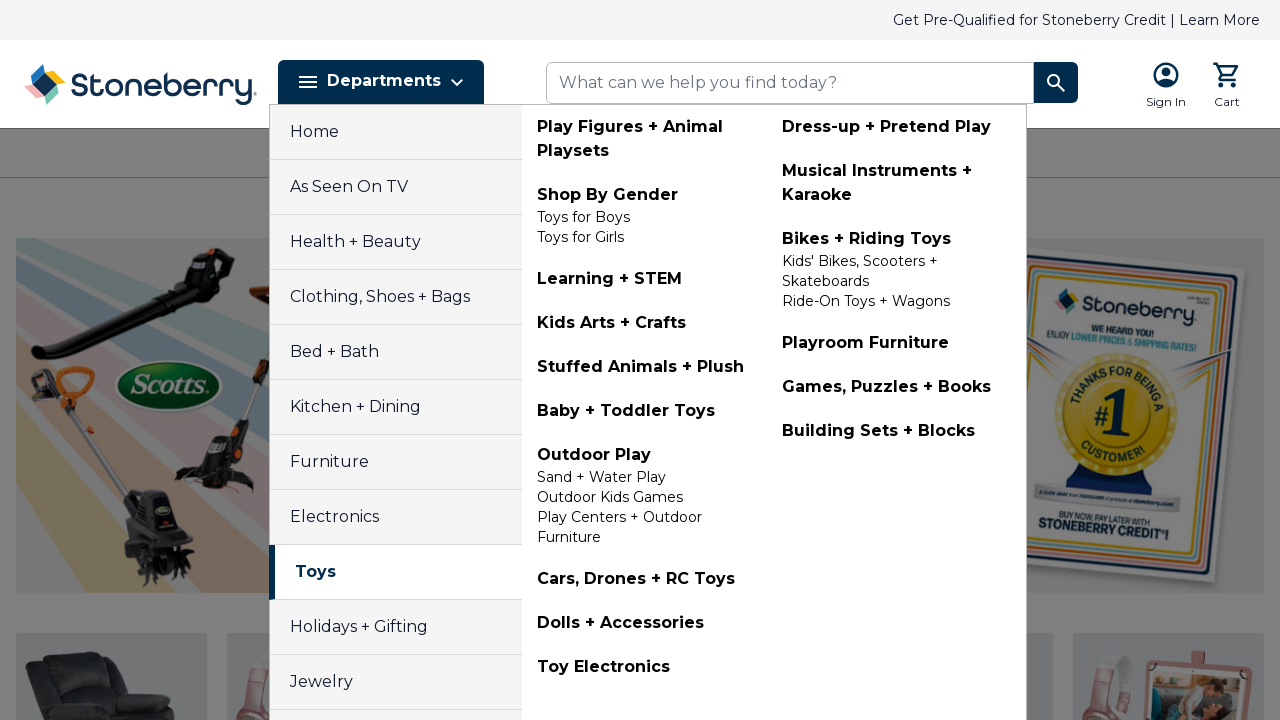 Get Pre-Qualified for Stoneberry Credit | Learn More
Stoneberry
Departments
What can we help you find today?
Sign In
Cart
Home
As Seen On TV
Health + Beauty
Clothing, Shoes + Bags
Bed + Bath
Kitchen + Dining
Furniture
Electronics
Toys
Holidays + Gifting
Jewelry
Play Figures + Animal
Playsets
Shop By Gender
Toys for Boys
Toys for Girls
Learning + STEM
Kids Arts + Crafts
Stuffed Animals + Plush
Baby + Toddler Toys
Outdoor Play
Sand + Water Play
Outdoor Kids Games
Play Centers + Outdoor
Furniture
Cars, Drones + RC Toys
Dolls + Accessories
Toy Electronics
Dress-up + Pretend Play
Musical Instruments +
Karaoke
Bikes + Riding Toys
Kids' Bikes, Scooters +
Skateboards
Ride-On Toys + Wagons
Playroom Furniture
Games, Puzzles + Books
Building Sets + Blocks
Scotts
Stoneberry
WE HEARD YOU!
ENJOY LOWER PRICES & SHIPPING RATES!
THANKS FOR BEING A
#1
CUSTOMER!
BUY NOW, PAY LATER WITH
STONEBERRY CREDIT®!